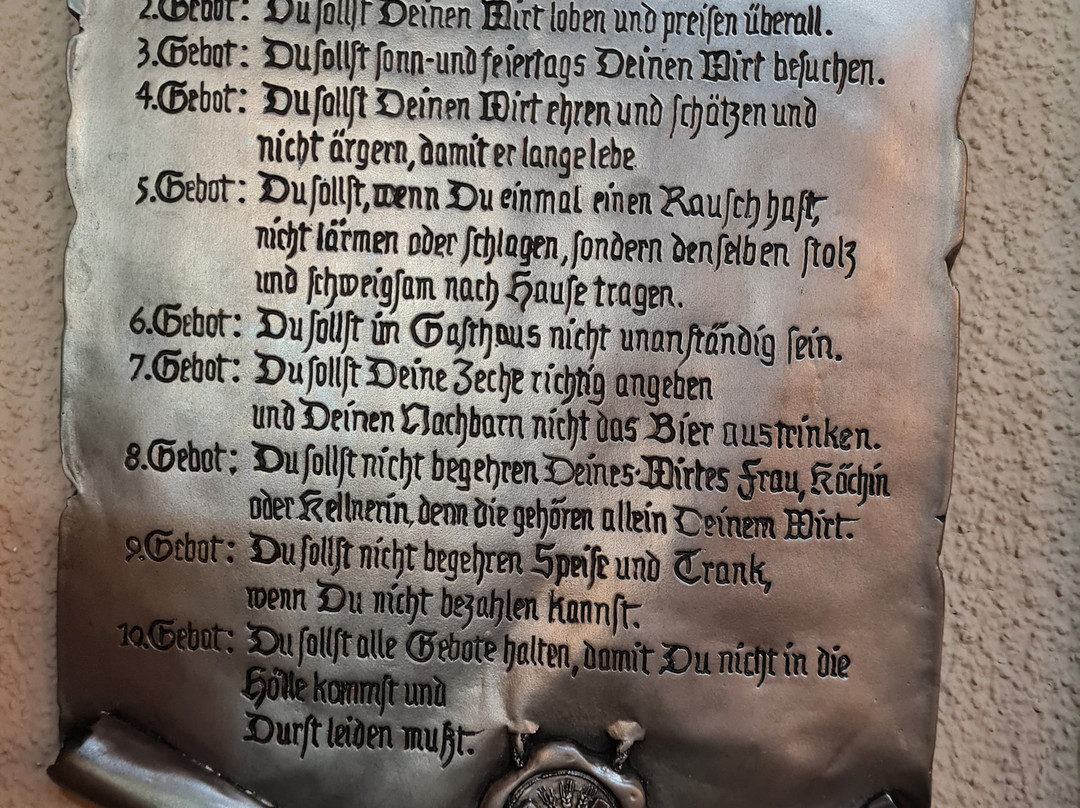 2.Gebot: Du sollst Deinen Wirt loben und preisen überall.
3.Gebot: Du sollst sonn-und feiertags Deinen Wirt besuchen.
4.Gebot: Du sollst Deinen Wirt ehren und schätzen und
nicht ärgern, damit er lange lebe
5.Gebot: Du sollst, wenn Du einmal einen Rausch hast,
nicht lärmen oder schlagen, sondern denselben stolz
und schweigsam nach Hause tragen.
6.Gebot: Du sollst im Gasthaus nicht unanständig sein.
7.Gebot: Du sollst Deine Zeche richtig angeben
und Deinen Nachbarn nicht das Bier austrinken.
8.Gebot: Du sollst nicht begehren Deines Wirtes Frau, Köchin
oder Kellnerin, denn die gehören allein Deinem Wirt.
9.Gebot: Du sollst nicht begehren Speise und Trank,
wenn Du nicht bezahlen kannst.
10.Gebot: Du sollst alle Gebote halten, damit Du nicht in die
Hölle kommst und
Durst leiden mußt.